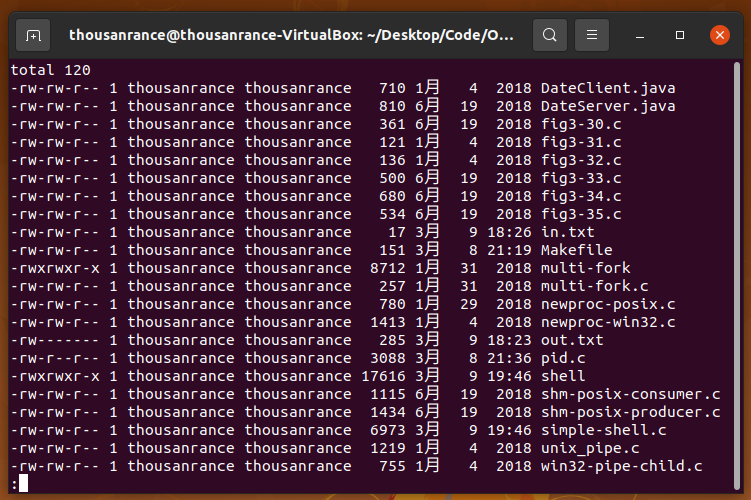 thousanrance@thousanrance-VirtualBox: ~/Desktop/Code/O...
total 120
-rw-rw-r-- 1 thousanrance thousanrance   710 1月   4  2018 DateClient.java
-rw-rw-r-- 1 thousanrance thousanrance   810 6月  19  2018 DateServer.java
-rw-rw-r-- 1 thousanrance thousanrance   361 6月  19  2018 fig3-30.c
-rw-rw-r-- 1 thousanrance thousanrance   121 1月   4  2018 fig3-31.c
-rw-rw-r-- 1 thousanrance thousanrance   136 1月   4  2018 fig3-32.c
-rw-rw-r-- 1 thousanrance thousanrance   500 6月  19  2018 fig3-33.c
-rw-rw-r-- 1 thousanrance thousanrance   680 6月  19  2018 fig3-34.c
-rw-rw-r-- 1 thousanrance thousanrance   534 6月  19  2018 fig3-35.c
-rw-rw-r-- 1 thousanrance thousanrance    17 3月   9 18:26 in.txt
-rw-rw-r-- 1 thousanrance thousanrance   151 3月   8 21:19 Makefile
-rwxrwxr-x 1 thousanrance thousanrance  8712 1月  31  2018 multi-fork
-rw-rw-r-- 1 thousanrance thousanrance   257 1月  31  2018 multi-fork.c
-rw-rw-r-- 1 thousanrance thousanrance   780 1月  29  2018 newproc-posix.c
-rw-rw-r-- 1 thousanrance thousanrance  1413 1月   4  2018 newproc-win32.c
-rw------- 1 thousanrance thousanrance   285 3月   9 18:23 out.txt
-rw-r--r-- 1 thousanrance thousanrance  3088 3月   8 21:36 pid.c
-rwxrwxr-x 1 thousanrance thousanrance 17616 3月   9 19:46 shell
-rw-rw-r-- 1 thousanrance thousanrance  1115 6月  19  2018 shm-posix-consumer.c
-rw-rw-r-- 1 thousanrance thousanrance  1434 6月  19  2018 shm-posix-producer.c
-rw-rw-r-- 1 thousanrance thousanrance  6973 3月   9 19:46 simple-shell.c
-rw-rw-r-- 1 thousanrance thousanrance  1219 1月   4  2018 unix_pipe.c
-rw-rw-r-- 1 thousanrance thousanrance   755 1月   4  2018 win32-pipe-child.c
: